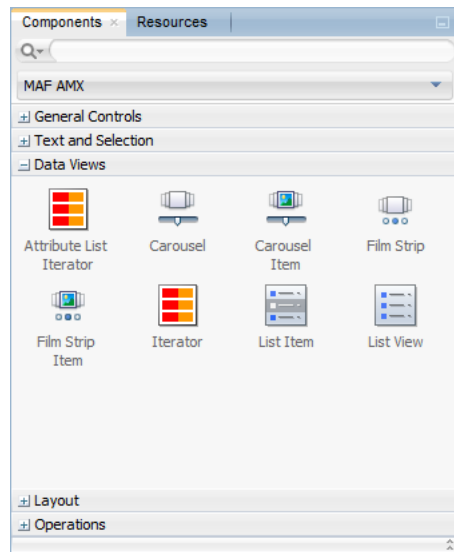 Components Resources
MAF AMX
General Controls
Text and Selection
Data Views
Attribute List Iterator
Carousel
Carousel Item
Film Strip
Film Strip Item
Iterator
List Item
List View
Layout
Operations